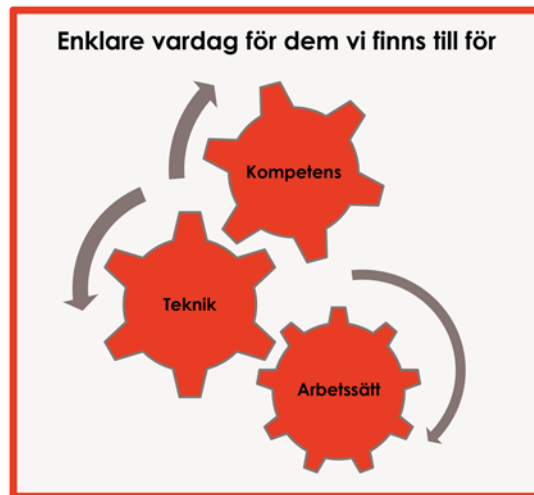 Enklare vardag för dem vi finns till för
Kompetens
Teknik
Arbetssätt